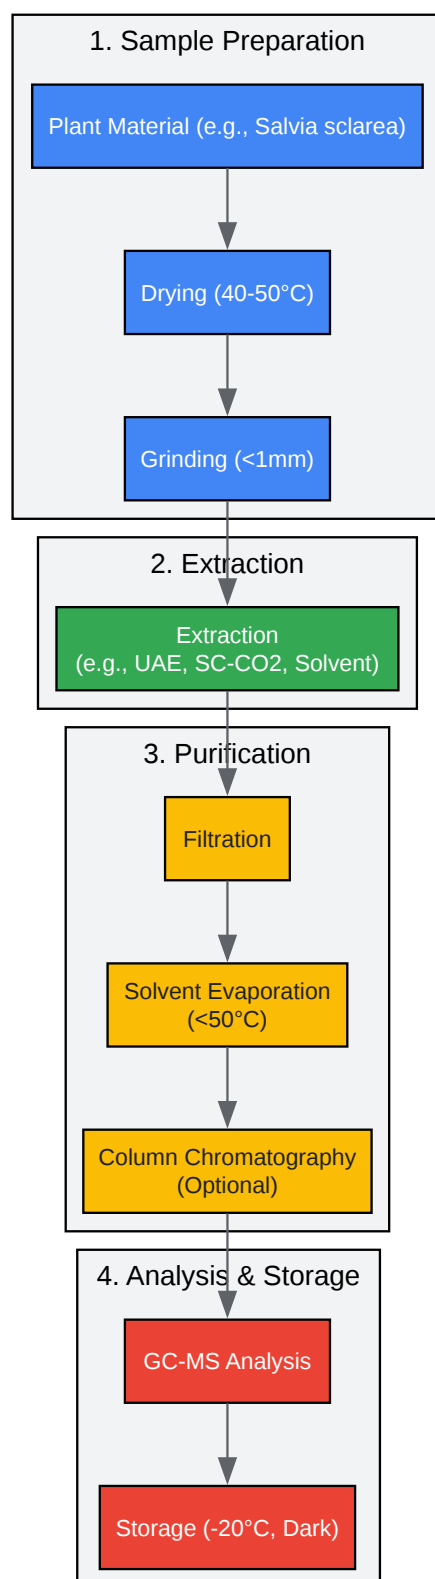 1. Sample Preparation
Plant Material (e.g., Salvia sclarea)
Drying (40-50°C)
Grinding (<1mm)
2. Extraction
Extraction
(e.g., UAE, SC-CO2, Solvent)
3. Purification
Filtration
Solvent Evaporation
(<50°C)
Column Chromatography
(Optional)
4. Analysis & Storage
GC-MS Analysis
Storage (-20°C, Dark)